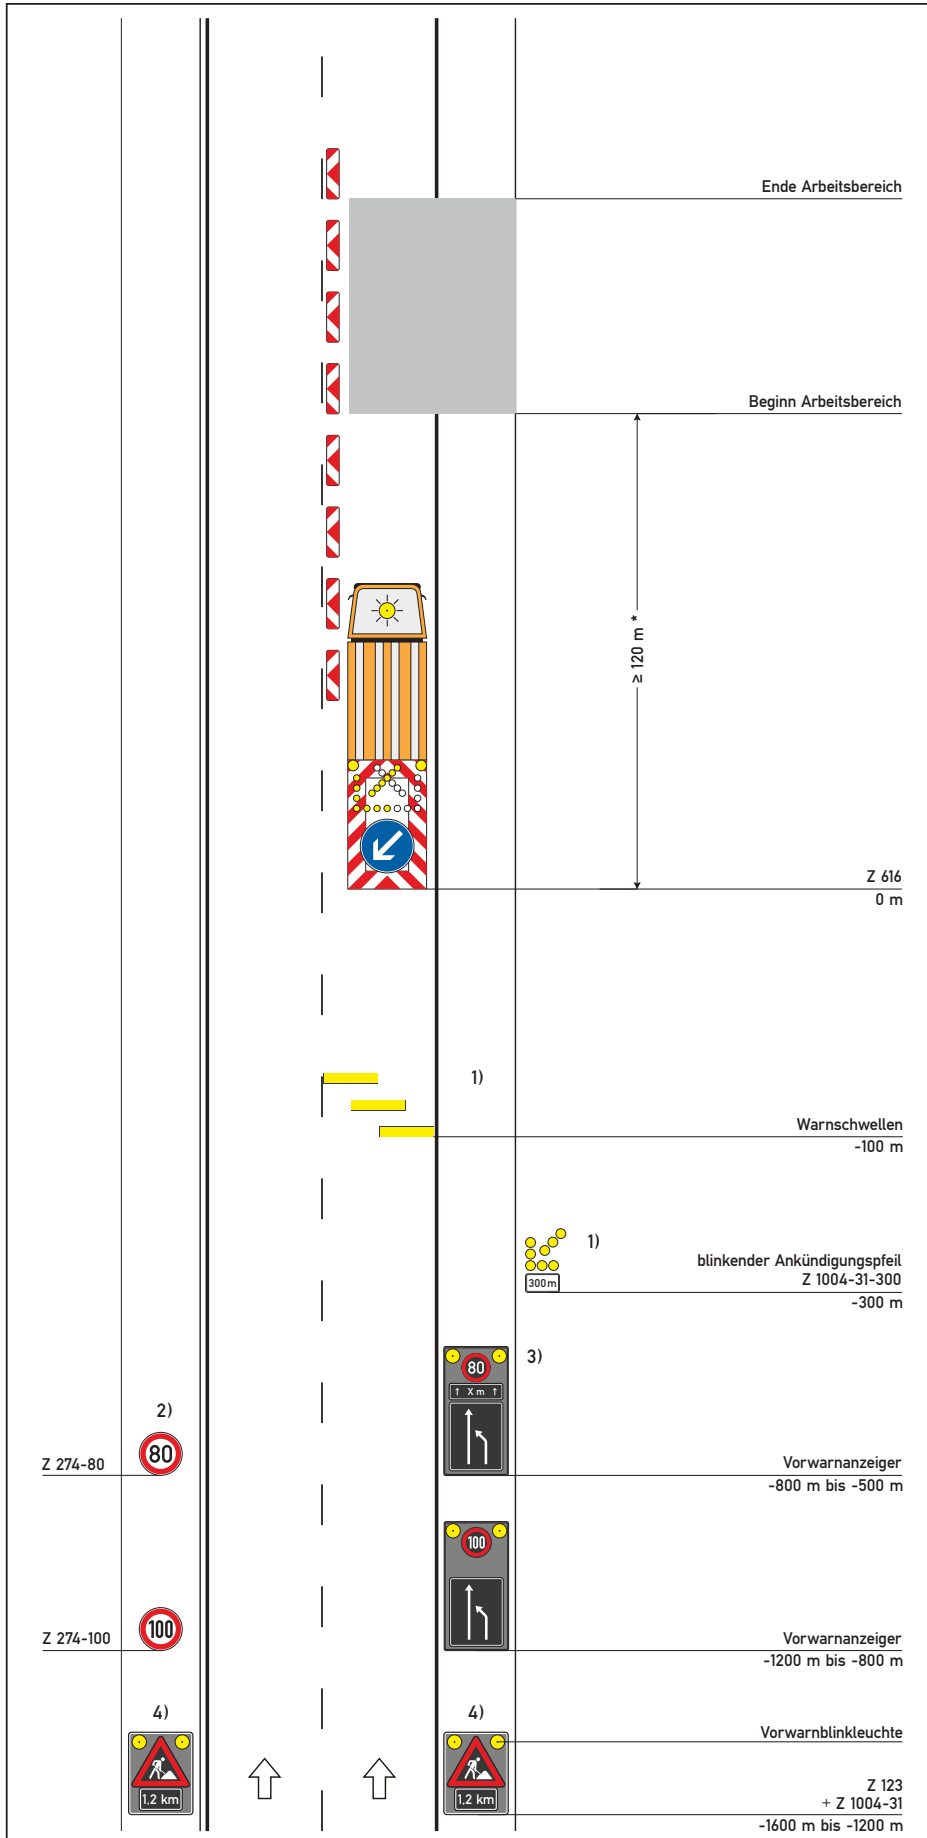 Ende Arbeitsbereich
Beginn Arbeitsbereich
≥ 120 m *
Z 616
0 m
1)
Warnschwellen
-100 m
1)
blinkender Ankündigungspfeil
300 m
Z 1004-31-300
-300 m
3)
80
↑ X m ↑
2)
80
Z 274-80
Vorwarnanzeiger
-800 m bis -500 m
100
100
Z 274-100
Vorwarnanzeiger
-1200 m bis -800 m
4)
4)
Vorwarnblinkleuchte
1,2 km
1,2 km
Z 123
+ Z 1004-31
-1600 m bis -1200 m